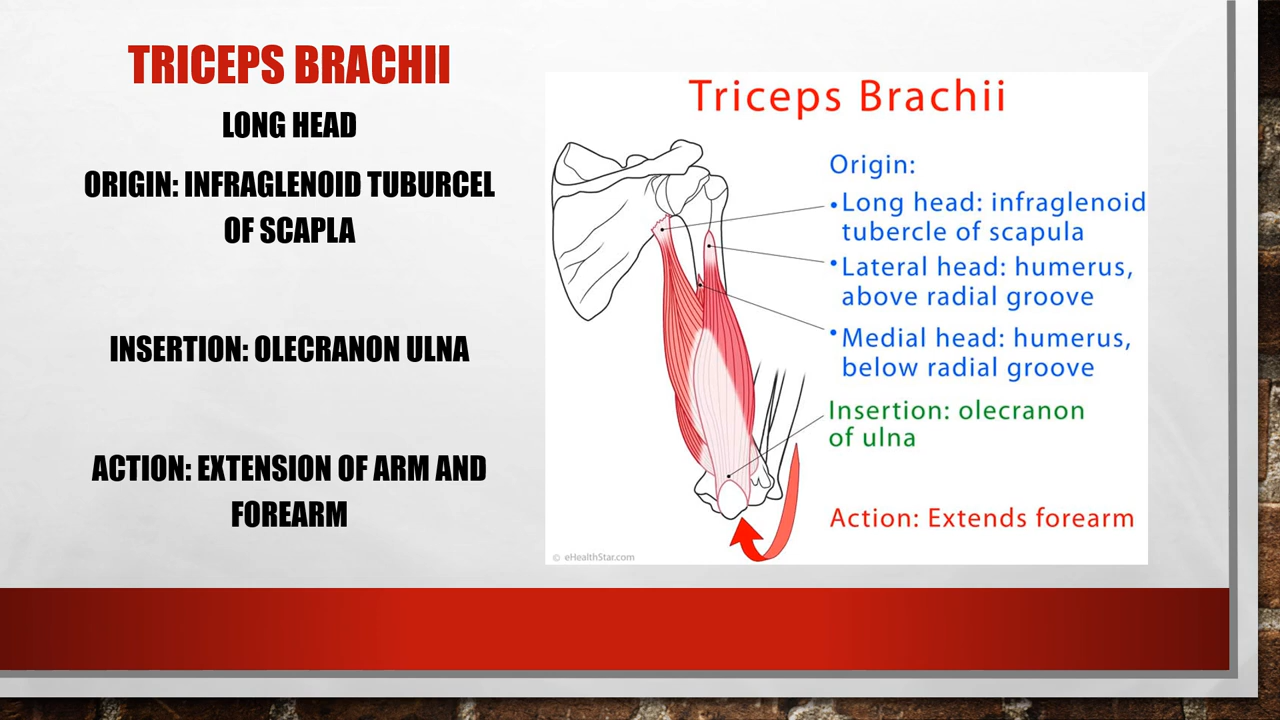 TRICEPS BRACHII
LONG HEAD
ORIGIN: INFRAGLENOID TUBURCEL
OF SCAPLA
INSERTION: OLECRANON ULNA
ACTION: EXTENSION OF ARM AND
FOREARM
Triceps Brachii
Origin:
•Long head: infraglenoid
tubercle of scapula
•Lateral head: humerus,
above radial groove
•Medial head: humerus,
below radial groove
Insertion: olecranon
of ulna
Action: Extends forearm
© eHealthStar.com